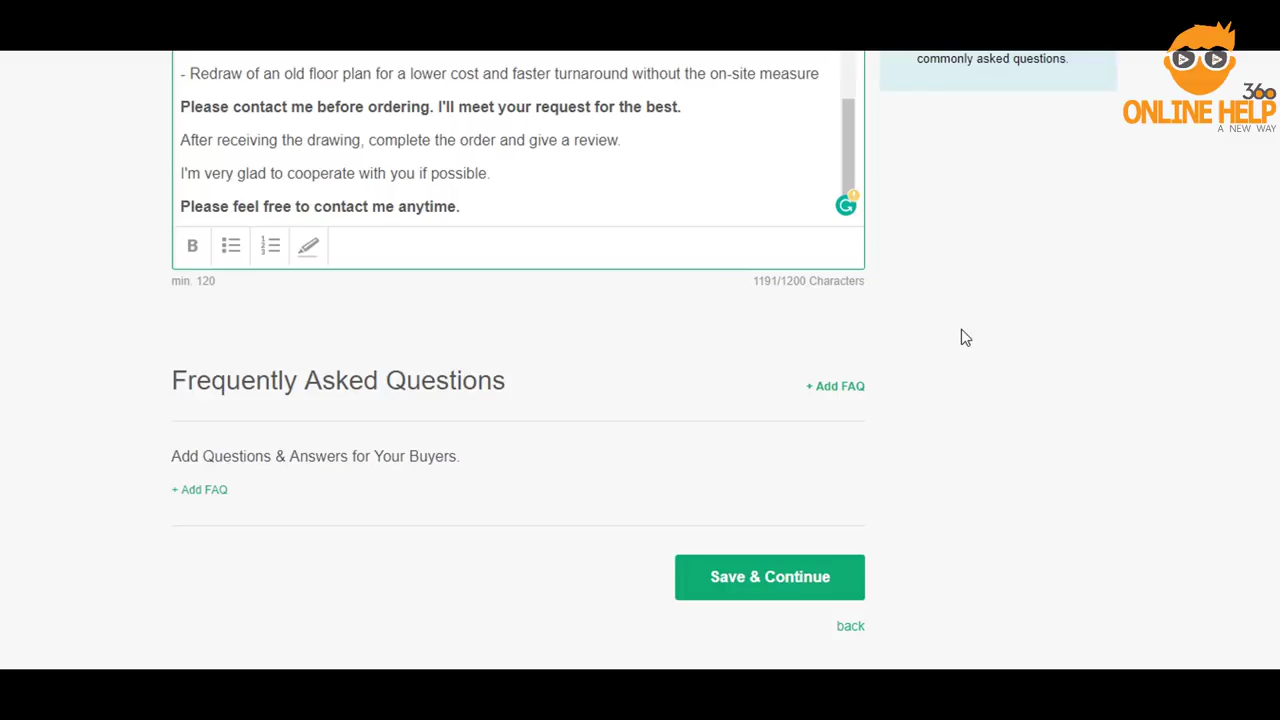 commonly asked questions.
360
ONLINE HELP
A NEW WAY
- Redraw of an old floor plan for a lower cost and faster turnaround without the on-site measure
Please contact me before ordering. I'll meet your request for the best.
After receiving the drawing, complete the order and give a review.
I'm very glad to cooperate with you if possible.
Please feel free to contact me anytime.
B
min. 120
1191/1200 Characters
Frequently Asked Questions
+ Add FAQ
Add Questions & Answers for Your Buyers.
+ Add FAQ
Save & Continue
back